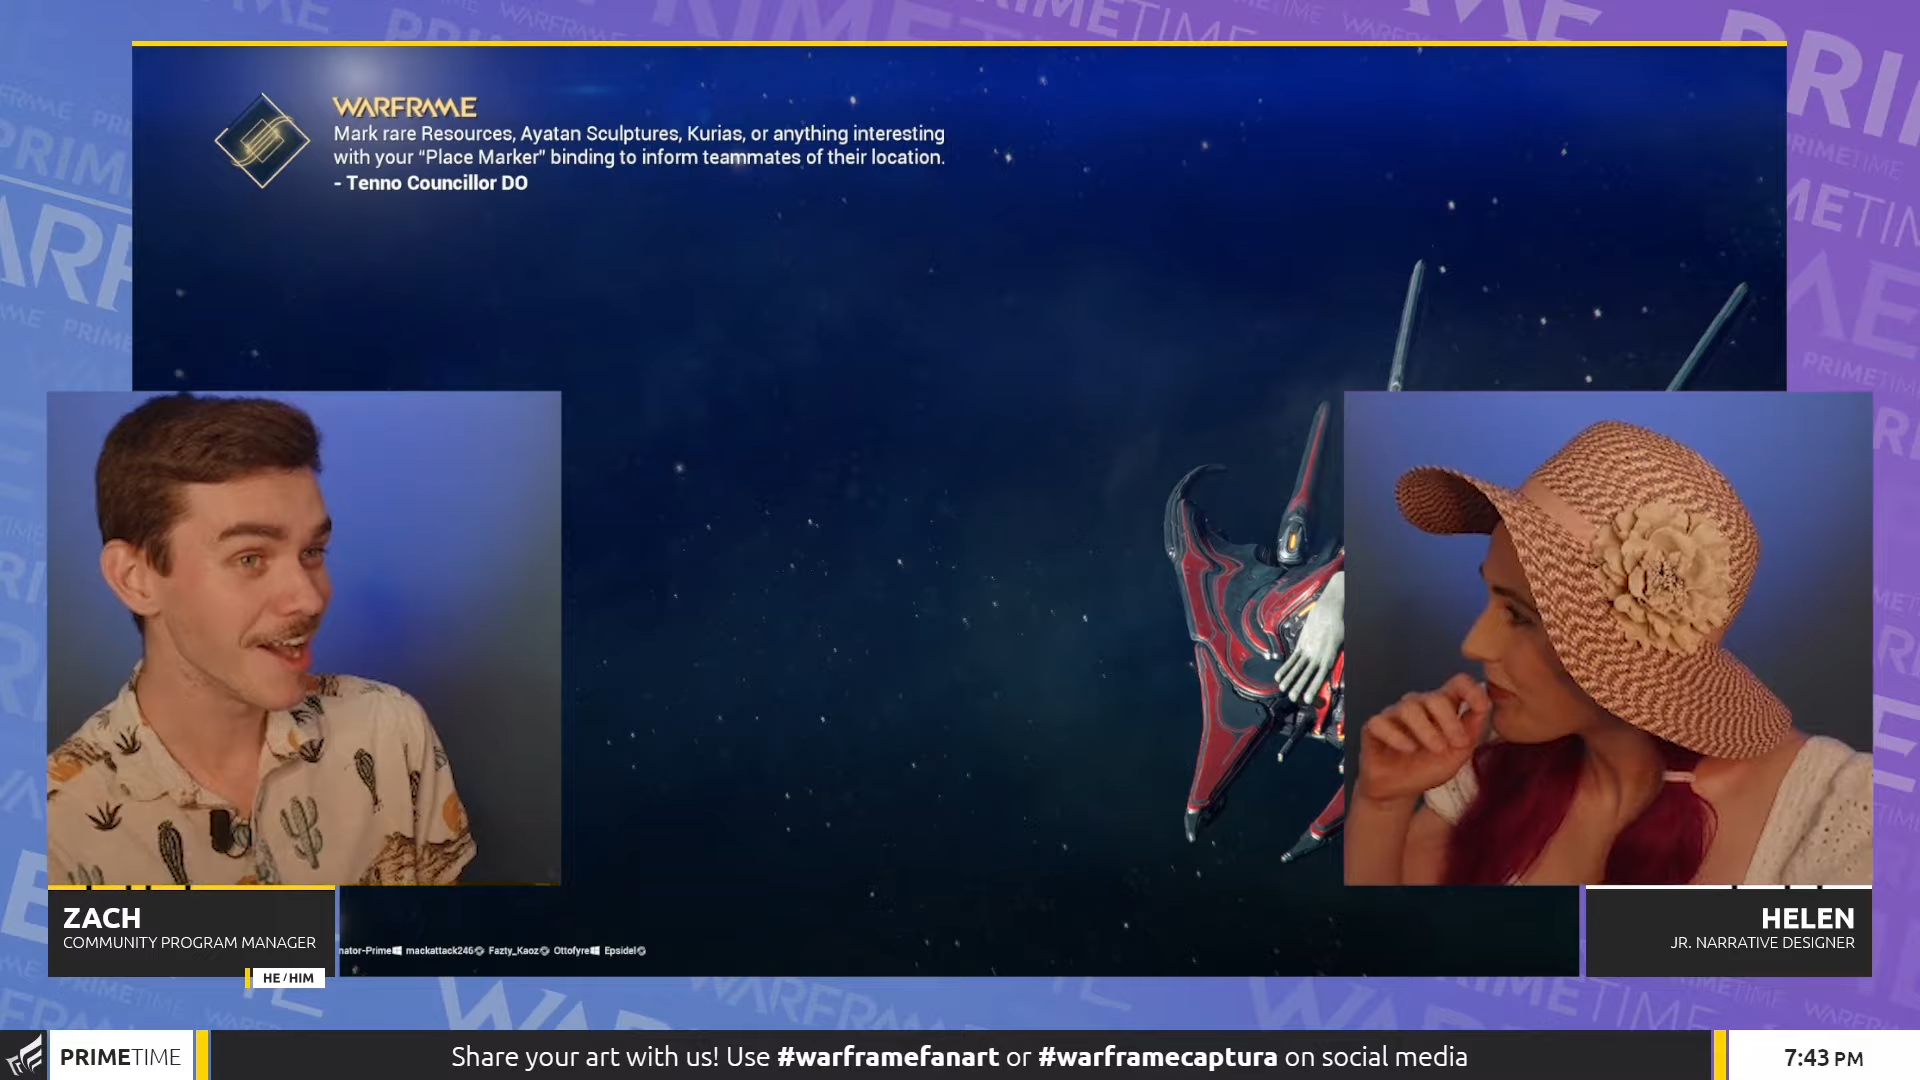 WARFRAME
Mark rare Resources, Ayatan Sculptures, Kurias, or anything interesting
with your “Place Marker” binding to inform teammates of their location.
- Tenno Councillor DO
ZACH
COMMUNITY PROGRAM MANAGER
HE/HIM
nator-Prime mackattack246 Fazty_Kaoz Ottofyre Epsidel
HELEN
JR. NARRATIVE DESIGNER
PRIMETIME
Share your art with us! Use #warframefanart or #warframecaptura on social media
7:43 PM